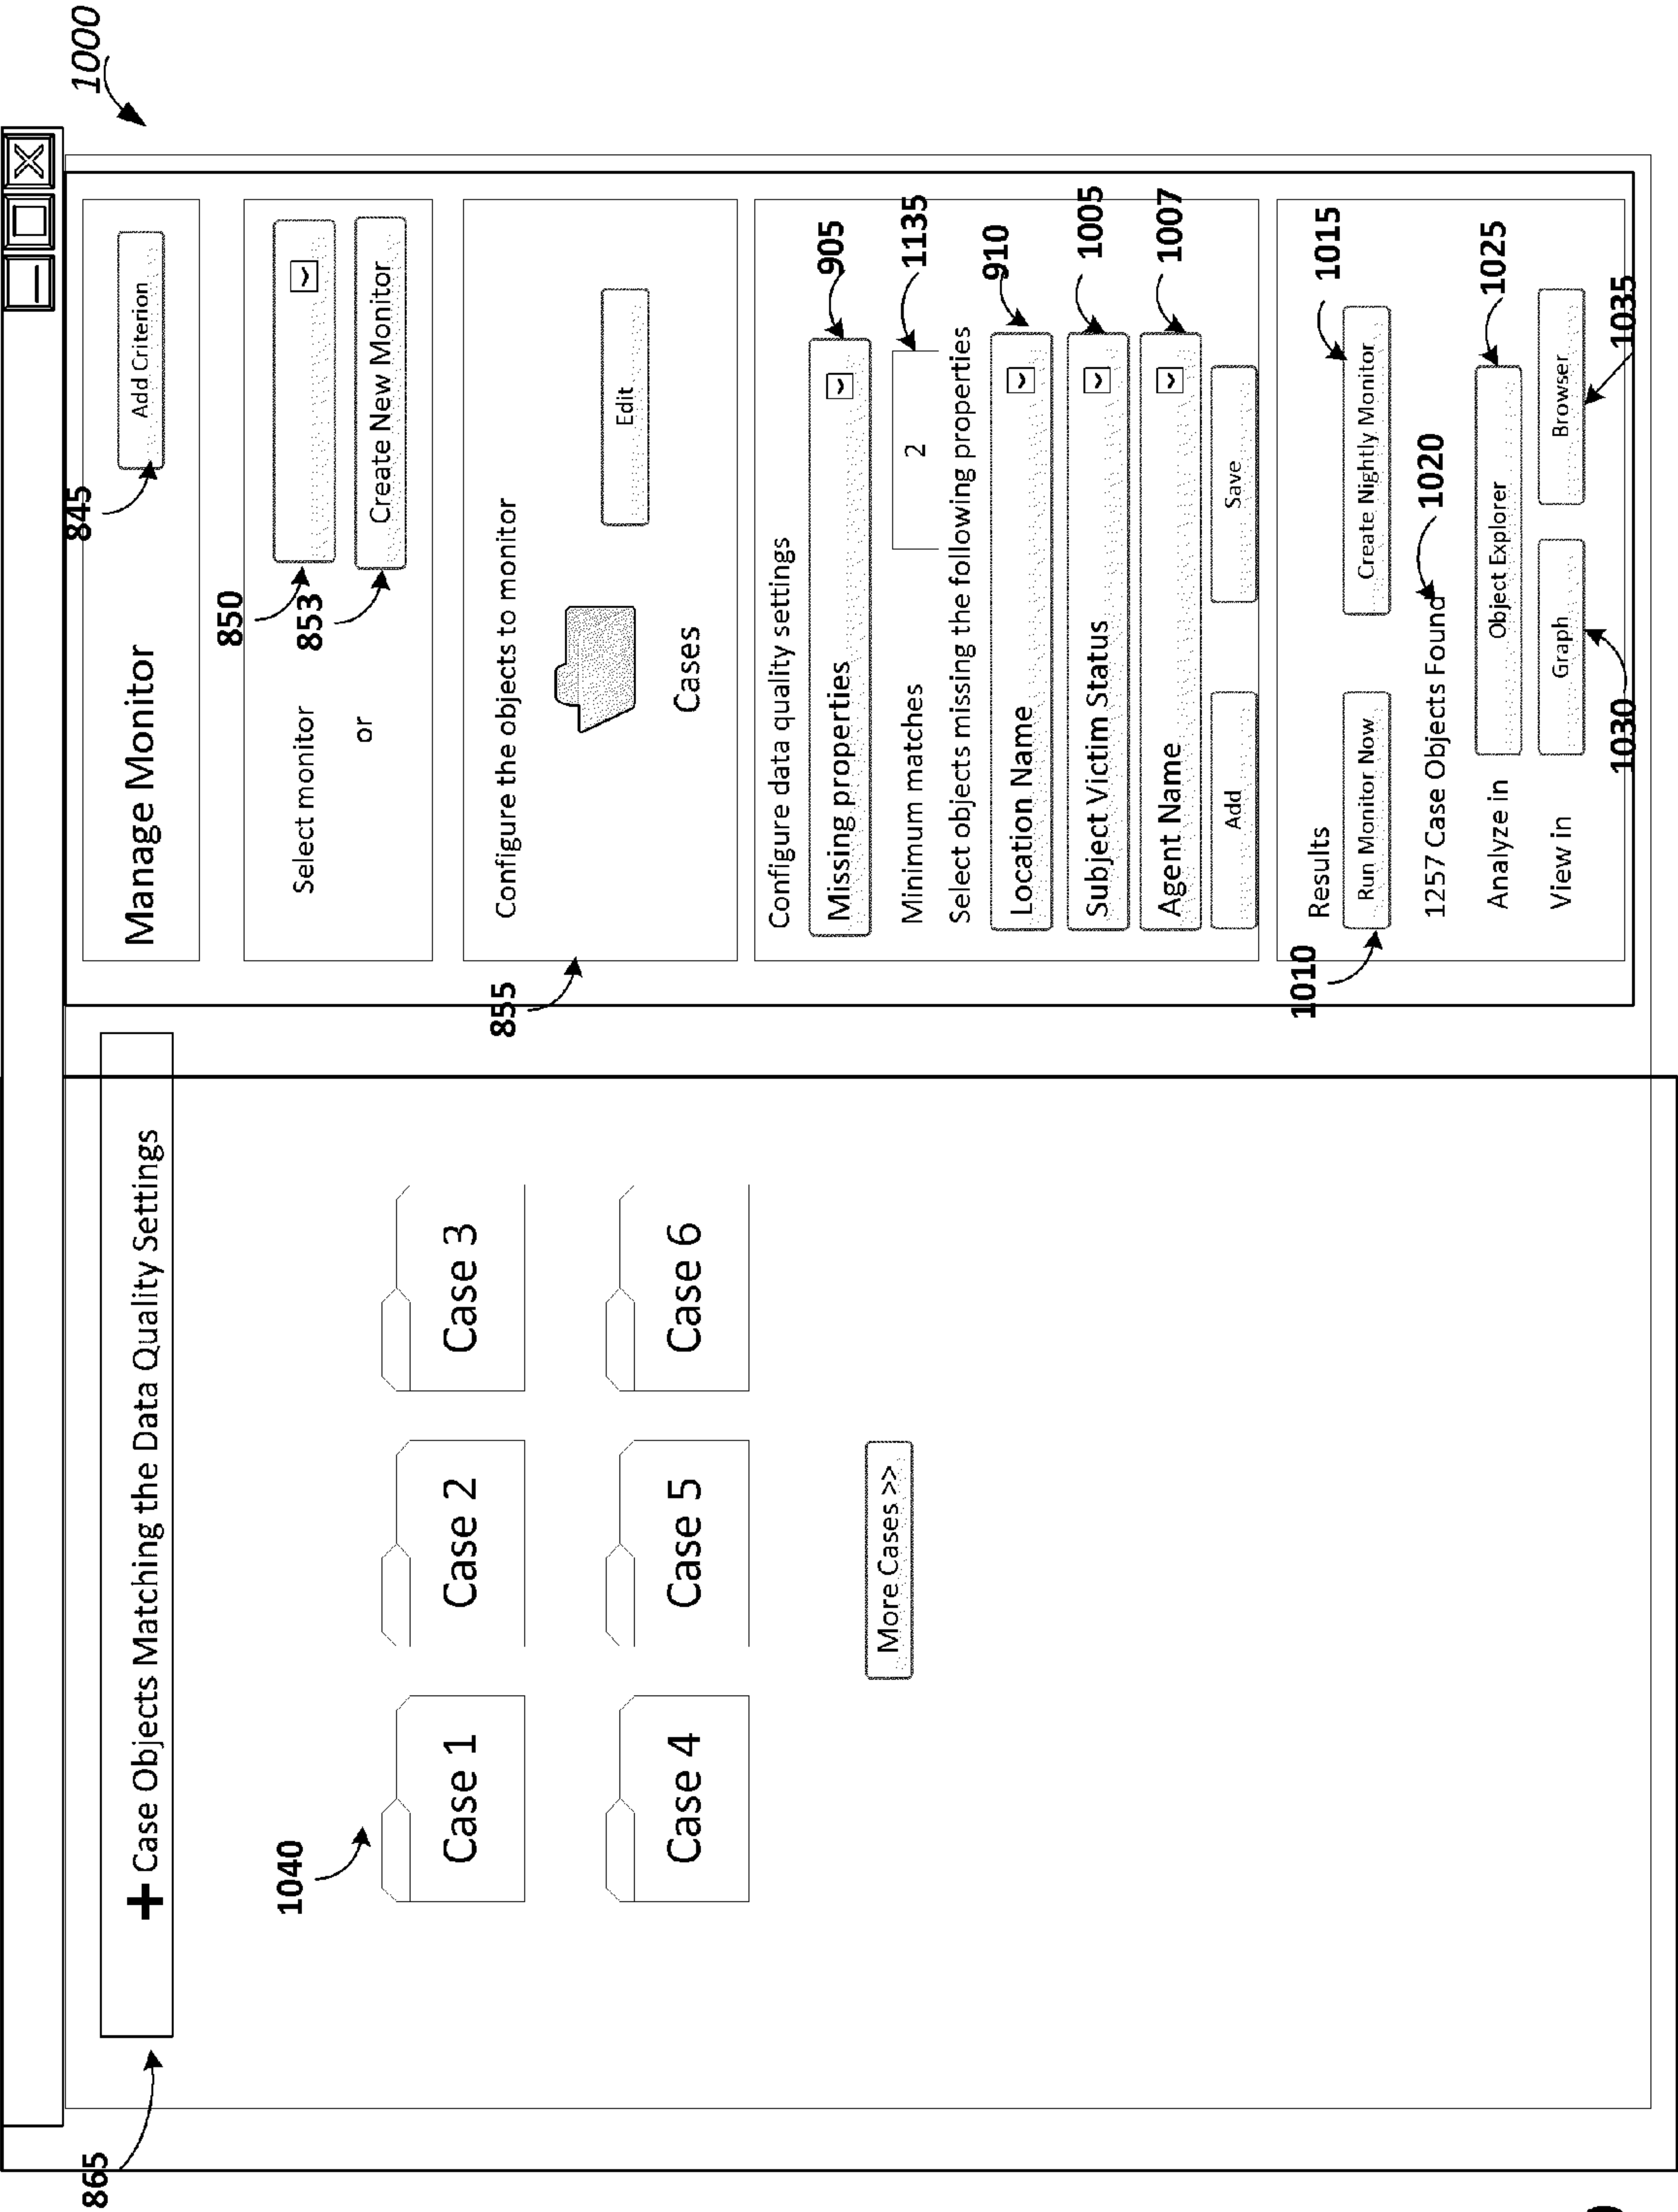 1000
865
+ Case Objects Matching the Data Quality Settings
1040
Case 1
Case 2
Case 3
Case 4
Case 5
Case 6
More Cases >>
Manage Monitor
845
Add Criterion
Select monitor
850
or
853
Create New Monitor
855
Configure the objects to monitor
Cases
Edit
Configure data quality settings
Missing properties
905
Minimum matches
2
1135
Select objects missing the following properties
Location Name
910
Subject Victim Status
1005
Agent Name
1007
Add
Save
Results
1010
Run Monitor Now
Create Nightly Monitor
1015
1257 Case Objects Found
1020
Analyze in
Object Explorer
1025
View in
Graph
Browser
1030
1035